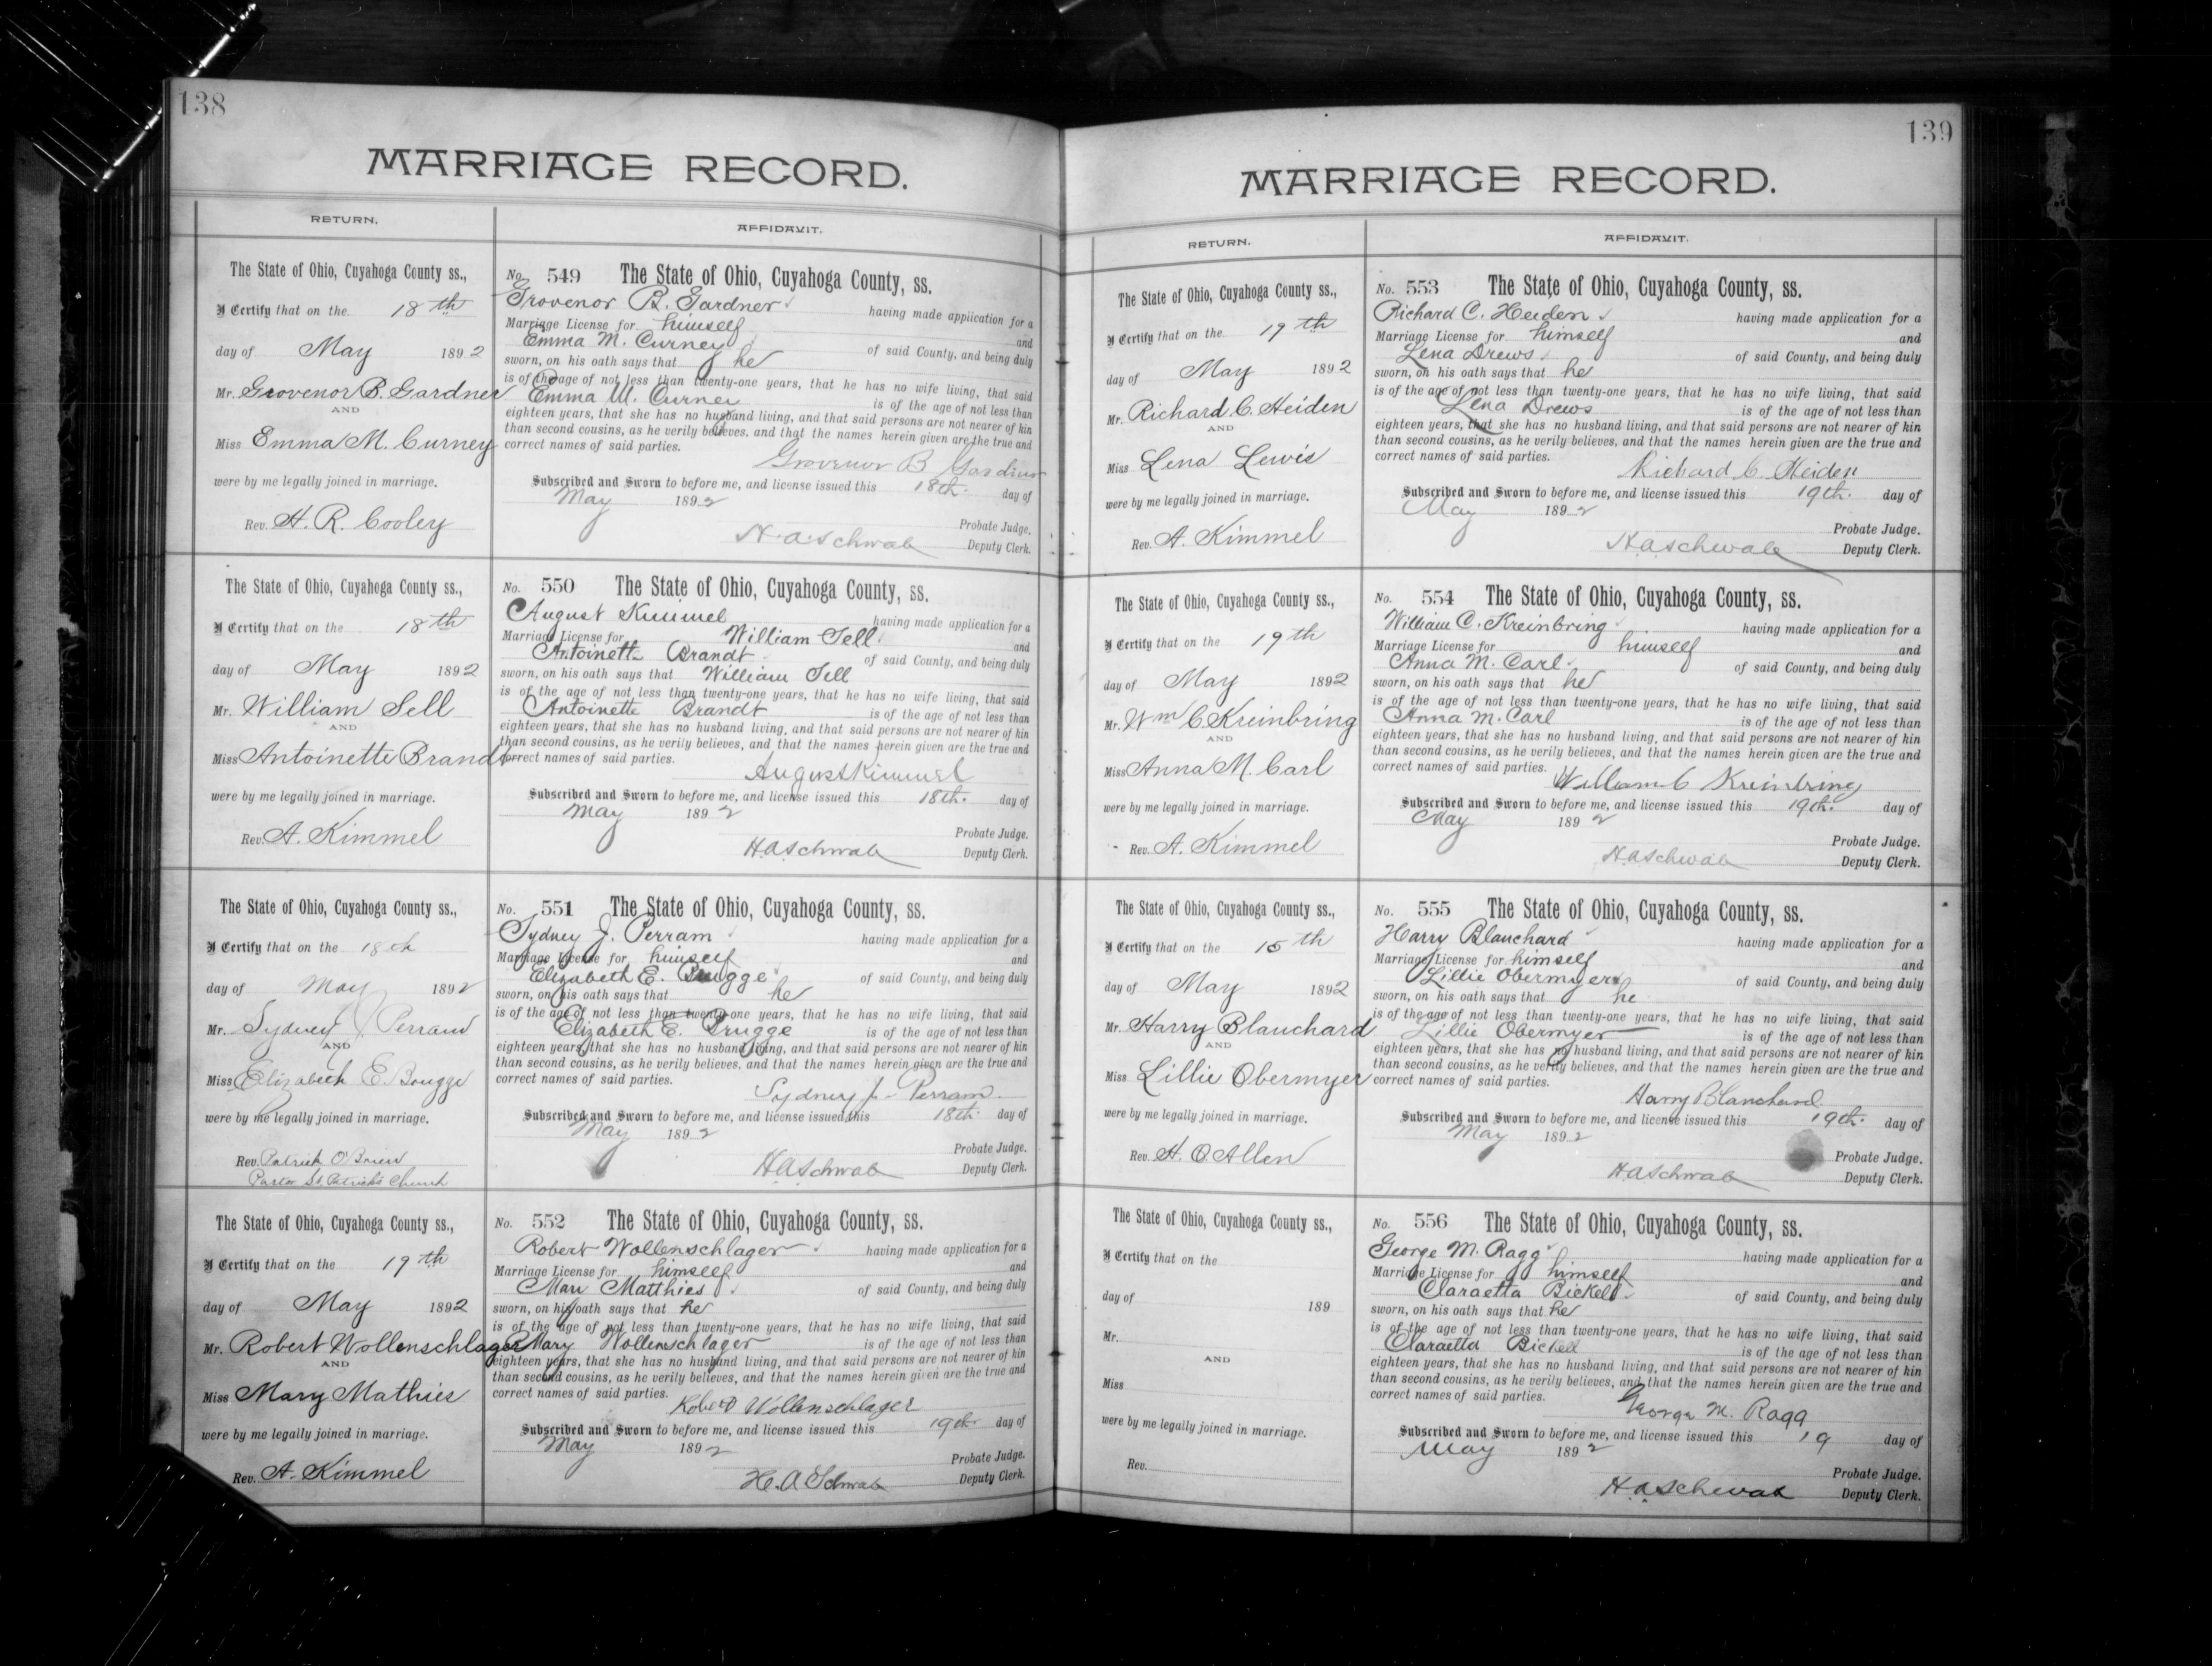 138
MARRIAGE RECORD.
RETURN.
AFFIDAVIT.
The State of Ohio, Cuyahoga County ss.,
I Certify that on the 18th
day of May 1892
Mr. Grovenor B. Gardner
AND
Miss Emma M. Curney
were by me legally joined in marriage.
Rev. H. R. Cooley
No. 549 The State of Ohio, Cuyahoga County, ss.
Grovenor B. Gardner having made application for a
Marriage License for himself and
Emma M. Curney of said County, and being duly
sworn, on his oath says that he
is of the age of not less than twenty-one years, that he has no wife living, that said
Emma M. Curney is of the age of not less than
eighteen years, that she has no husband living, and that said persons are not nearer of kin
than second cousins, as he verily believes, and that the names herein given are the true and
correct names of said parties.
Grovenor B Gardner
Subscribed and Sworn to before me, and license issued this 18th. day of
May 1892
Probate Judge.
H.A. Schwab Deputy Clerk.
The State of Ohio, Cuyahoga County ss.,
I Certify that on the 18th
day of May 1892
Mr. William Sell
AND
Miss Antoinette Brandt
were by me legally joined in marriage.
Rev. A. Kimmel
No. 550 The State of Ohio, Cuyahoga County, ss.
August Kimmel having made application for a
Marriage License for William Sell and
Antoinette Brandt of said County, and being duly
sworn, on his oath says that William Sell
is of the age of not less than twenty-one years, that he has no wife living, that said
Antoinette Brandt is of the age of not less than
eighteen years, that she has no husband living, and that said persons are not nearer of kin
than second cousins, as he verily believes, and that the names herein given are the true and
correct names of said parties.
August Kimmel
Subscribed and Sworn to before me, and license issued this 18th. day of
May 1892
Probate Judge.
H.A. Schwab Deputy Clerk.
The State of Ohio, Cuyahoga County ss.,
I Certify that on the 18th
day of May 1892
Mr. Sydney J Perram
AND
Miss Elizabeth E. Brugge
were by me legally joined in marriage.
Rev. Patrick O'Brien
Pastor St. Patrick's Church
No. 551 The State of Ohio, Cuyahoga County, ss.
Sydney J. Perram having made application for a
Marriage License for himself and
Elizabeth E. Brugge of said County, and being duly
sworn, on his oath says that he
is of the age of not less than twenty-one years, that he has no wife living, that said
Elizabeth E. Brugge is of the age of not less than
eighteen years, that she has no husband living, and that said persons are not nearer of kin
than second cousins, as he verily believes, and that the names herein given are the true and
correct names of said parties.
Sydney J. Perram
Subscribed and Sworn to before me, and license issued this 18th. day of
May 1892
Probate Judge.
H.A. Schwab Deputy Clerk.
The State of Ohio, Cuyahoga County ss.,
I Certify that on the 19th
day of May 1892
Mr. Robert Wollenschlager
AND
Miss Mary Mathies
were by me legally joined in marriage.
Rev. A. Kimmel
No. 552 The State of Ohio, Cuyahoga County, ss.
Robert Wollenschlager having made application for a
Marriage License for himself and
Mary Matthies of said County, and being duly
sworn, on his oath says that he
is of the age of not less than twenty-one years, that he has no wife living, that said
Mary Wollenschlager is of the age of not less than
eighteen years, that she has no husband living, and that said persons are not nearer of kin
than second cousins, as he verily believes, and that the names herein given are the true and
correct names of said parties.
Robert Wollenschlager
Subscribed and Sworn to before me, and license issued this 19th. day of
May 1892
Probate Judge.
H. A Schwab Deputy Clerk.
139
MARRIAGE RECORD.
RETURN.
AFFIDAVIT.
The State of Ohio, Cuyahoga County ss.,
I Certify that on the 19th
day of May 1892
Mr. Richard C. Heiden
AND
Miss Lena Lewis
were by me legally joined in marriage.
Rev. A. Kimmel
No. 553 The State of Ohio, Cuyahoga County, ss.
Richard C. Heiden having made application for a
Marriage License for himself and
Lena Drews of said County, and being duly
sworn, on his oath says that he
is of the age of not less than twenty-one years, that he has no wife living, that said
Lena Drews is of the age of not less than
eighteen years, that she has no husband living, and that said persons are not nearer of kin
than second cousins, as he verily believes, and that the names herein given are the true and
correct names of said parties.
Richard C. Heiden
Subscribed and Sworn to before me, and license issued this 19th. day of
May 1892
Probate Judge.
H.A. Schwab Deputy Clerk.
The State of Ohio, Cuyahoga County ss.,
I Certify that on the 19th
day of May 1892
Mr. Wm C Kreinbring
AND
Miss Anna M. Carl
were by me legally joined in marriage.
Rev. A. Kimmel
No. 554 The State of Ohio, Cuyahoga County, ss.
William C. Kreinbring having made application for a
Marriage License for himself and
Anna M. Carl of said County, and being duly
sworn, on his oath says that he
is of the age of not less than twenty-one years, that he has no wife living, that said
Anna M. Carl is of the age of not less than
eighteen years, that she has no husband living, and that said persons are not nearer of kin
than second cousins, as he verily believes, and that the names herein given are the true and
correct names of said parties.
William C Kreinbring
Subscribed and Sworn to before me, and license issued this 19th. day of
May 1892
Probate Judge.
H.A. Schwab Deputy Clerk.
The State of Ohio, Cuyahoga County ss.,
I Certify that on the 15th
day of May 1892
Mr. Harry Blanchard
AND
Miss Lillie Obermyer
were by me legally joined in marriage.
Rev. H. O Allen
No. 555 The State of Ohio, Cuyahoga County, ss.
Harry Blanchard having made application for a
Marriage License for himself and
Lillie Obermyer of said County, and being duly
sworn, on his oath says that he
is of the age of not less than twenty-one years, that he has no wife living, that said
Lillie Obermyer is of the age of not less than
eighteen years, that she has no husband living, and that said persons are not nearer of kin
than second cousins, as he verily believes, and that the names herein given are the true and
correct names of said parties.
Harry Blanchard
Subscribed and Sworn to before me, and license issued this 19th. day of
May 1892
Probate Judge.
H.A. Schwab Deputy Clerk.
The State of Ohio, Cuyahoga County ss.,
I Certify that on the
day of 189
Mr.
AND
Miss
were by me legally joined in marriage.
Rev.
No. 556 The State of Ohio, Cuyahoga County, ss.
George M. Ragg having made application for a
Marriage License for himself and
Claraetta Bickell of said County, and being duly
sworn, on his oath says that he
is of the age of not less than twenty-one years, that he has no wife living, that said
Claraetta Bickell is of the age of not less than
eighteen years, that she has no husband living, and that said persons are not nearer of kin
than second cousins, as he verily believes, and that the names herein given are the true and
correct names of said parties.
George M. Ragg
Subscribed and Sworn to before me, and license issued this 19 day of
May 1892
Probate Judge.
H.A. Schwab Deputy Clerk.